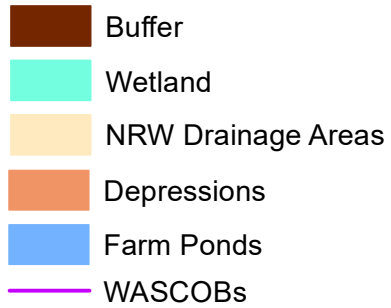 Buffer
Wetland
NRW Drainage Areas
Depressions
Farm Ponds
WASCOBs